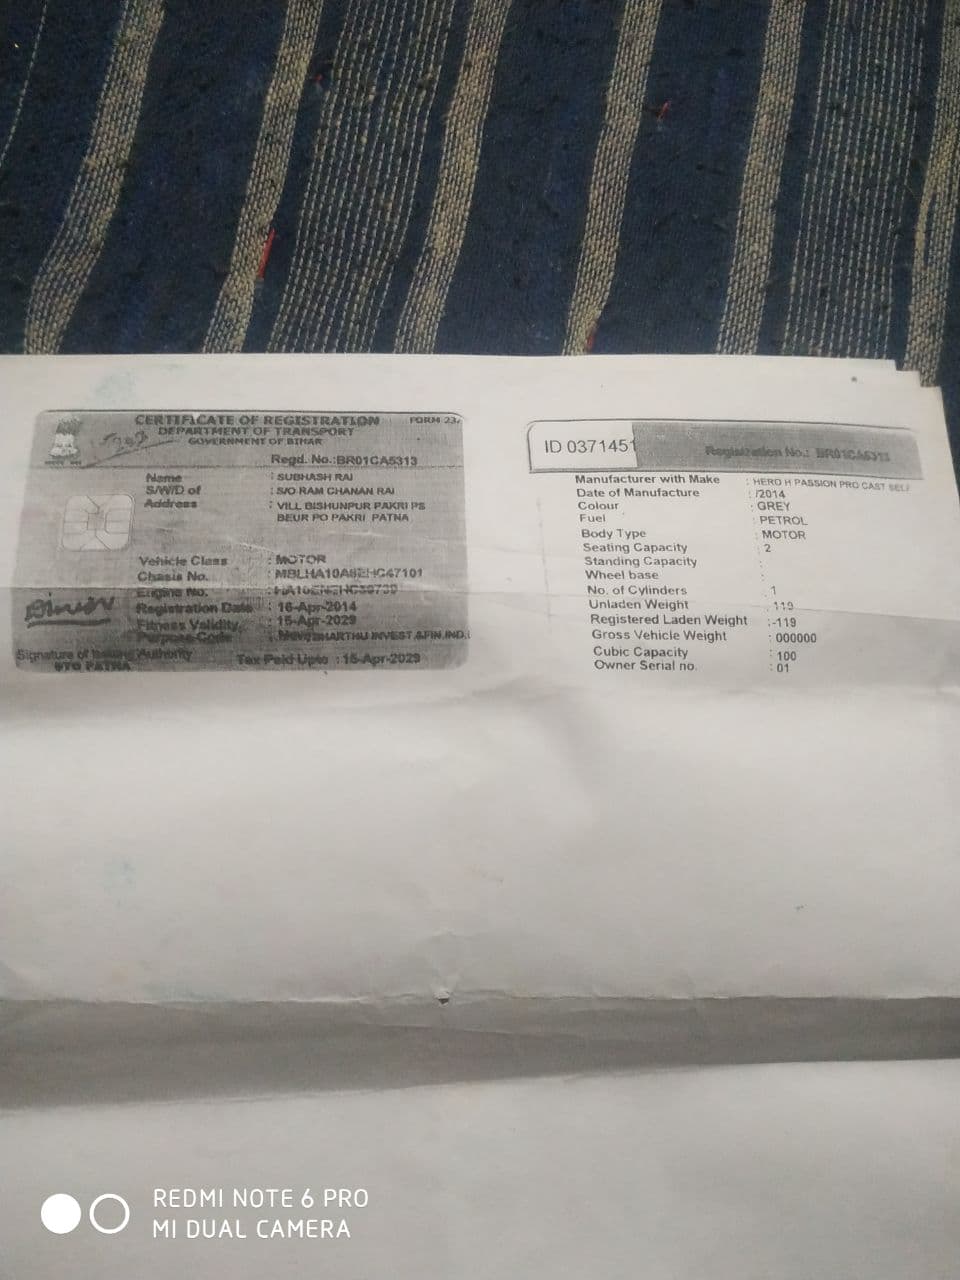 CERTIFICATE OF REGISTRATION FORM 23
DEPARTMENT OF TRANSPORT
GOVERNMENT OF BIHAR
Regd. No.:BR01CA5313
Name : SUBHASH RAI
S/W/D of : S/O RAM CHANAN RAI
Address : VILL BISHUNPUR PAKRI PS
BEUR PO PAKRI PATNA
Vehicle Class : MOTOR
Chasis No. : MBLHA10A8EHC47101
Engine No. :
Registration Date : 16-Apr-2014
Fitness Validity : 15-Apr-2029
Purpose Code : INVEST &FIN.IND.
Signature of Issuing Authority
DTO PATNA Tax Paid Upto : 15-Apr-2029
ID 0371451
Registration No.: BR01CA5313
Manufacturer with Make : HERO H PASSION PRO CAST SELF
Date of Manufacture : /2014
Colour : GREY
Fuel : PETROL
Body Type : MOTOR
Seating Capacity : 2
Standing Capacity :
Wheel base :
No. of Cylinders : 1
Unladen Weight : 119
Registered Laden Weight :-119
Gross Vehicle Weight : 000000
Cubic Capacity : 100
Owner Serial no. : 01
REDMI NOTE 6 PRO
MI DUAL CAMERA